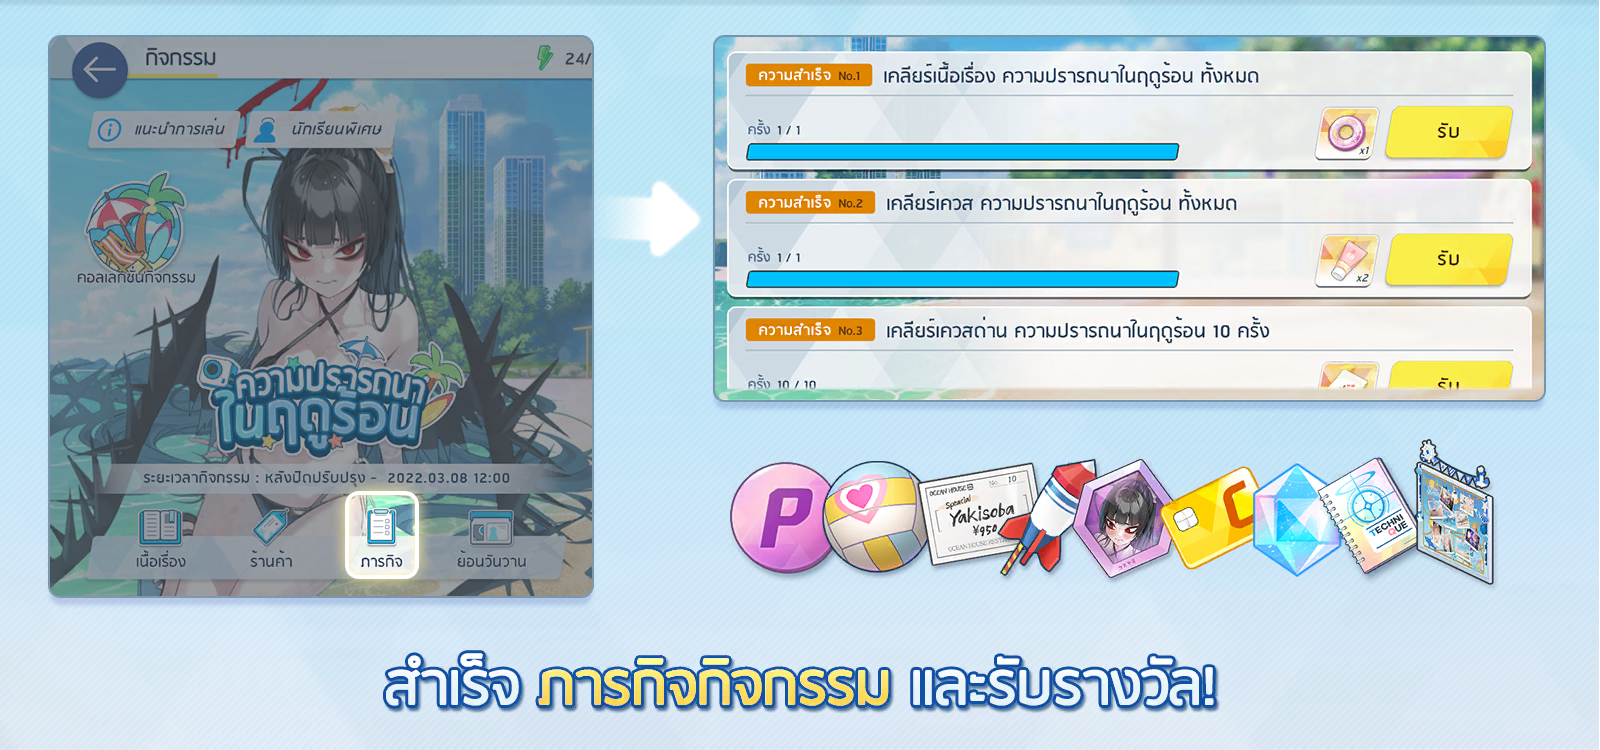 กิจกรรม
24/
แนะนำการเล่น
นักเรียนพิเศษ
คอลเลกชันกิจกรรม
ความปรารถนา
ในฤดูร้อน
ระยะเวลากิจกรรม : หลังปิดปรับปรุง - 2022.03.08 12:00
เนื้อเรื่อง
ร้านค้า
ภารกิจ
ย้อนวันวาน
ความสำเร็จ No.1 เคลียร์เนื้อเรื่อง ความปรารถนาในฤดูร้อน ทั้งหมด
ครั้ง 1 / 1
x1
รับ
ความสำเร็จ No.2 เคลียร์เควส ความปรารถนาในฤดูร้อน ทั้งหมด
ครั้ง 1 / 1
x2
รับ
ความสำเร็จ No.3 เคลียร์เควสด่าน ความปรารถนาในฤดูร้อน 10 ครั้ง
ครั้ง 10 / 10
รับ
P
OCEAN HOUSE
No. 10
Special
Yakisoba
¥950
C
TECHNI
QUE
สำเร็จ ภารกิจกิจกรรม และรับรางวัล!